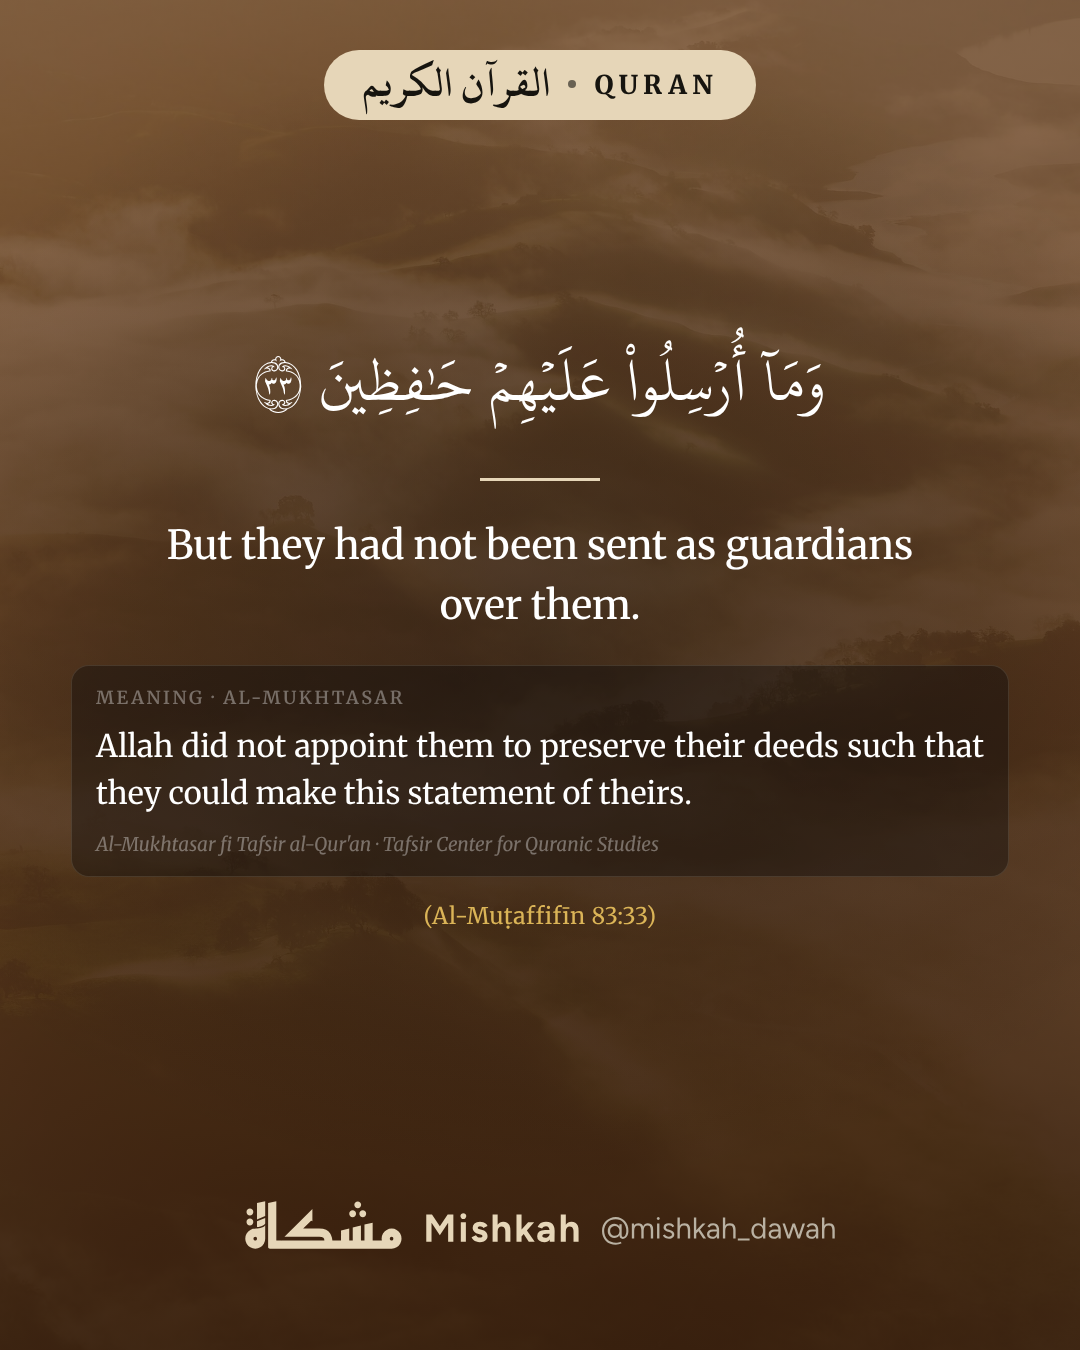 القرآن الكريم • QURAN
وَمَآ أُرْسِلُوا۟ عَلَيْهِمْ حَـٰفِظِينَ ٣٣
But they had not been sent as guardians
over them.
MEANING · AL-MUKHTASAR
Allah did not appoint them to preserve their deeds such that
they could make this statement of theirs.
Al-Mukhtasar fi Tafsir al-Qur'an · Tafsir Center for Quranic Studies
(Al-Muṭaffifīn 83:33)
مشكاة Mishkah @mishkah_dawah